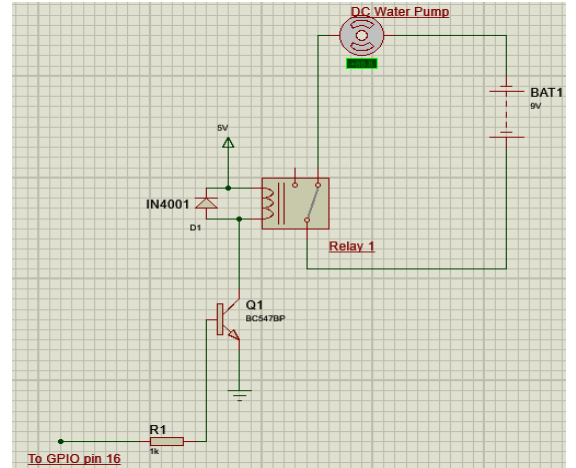 DC Water Pump
BAT1
9V
5V
IN4001
D1
Relay 1
Q1
BC547BP
R1
1k
To GPIO pin 16